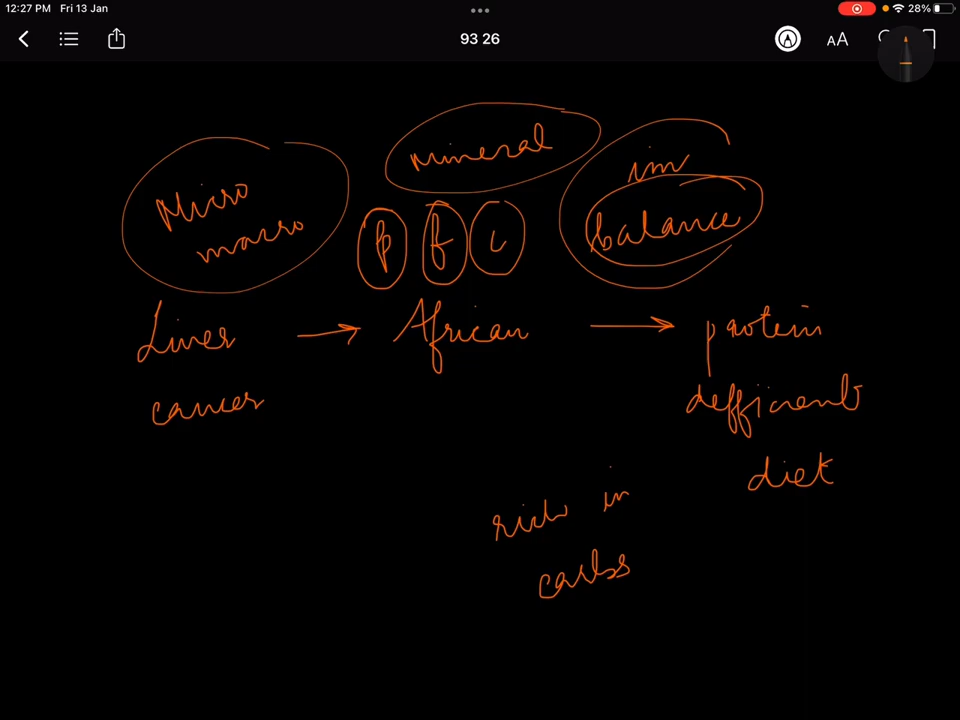 12:27 PM Fri 13 Jan
28%
93 26
AA
mineral
im
balance
Micro
macro
p f c
Liver → African → protein
cancer
defficient
diet
rich in
carbs